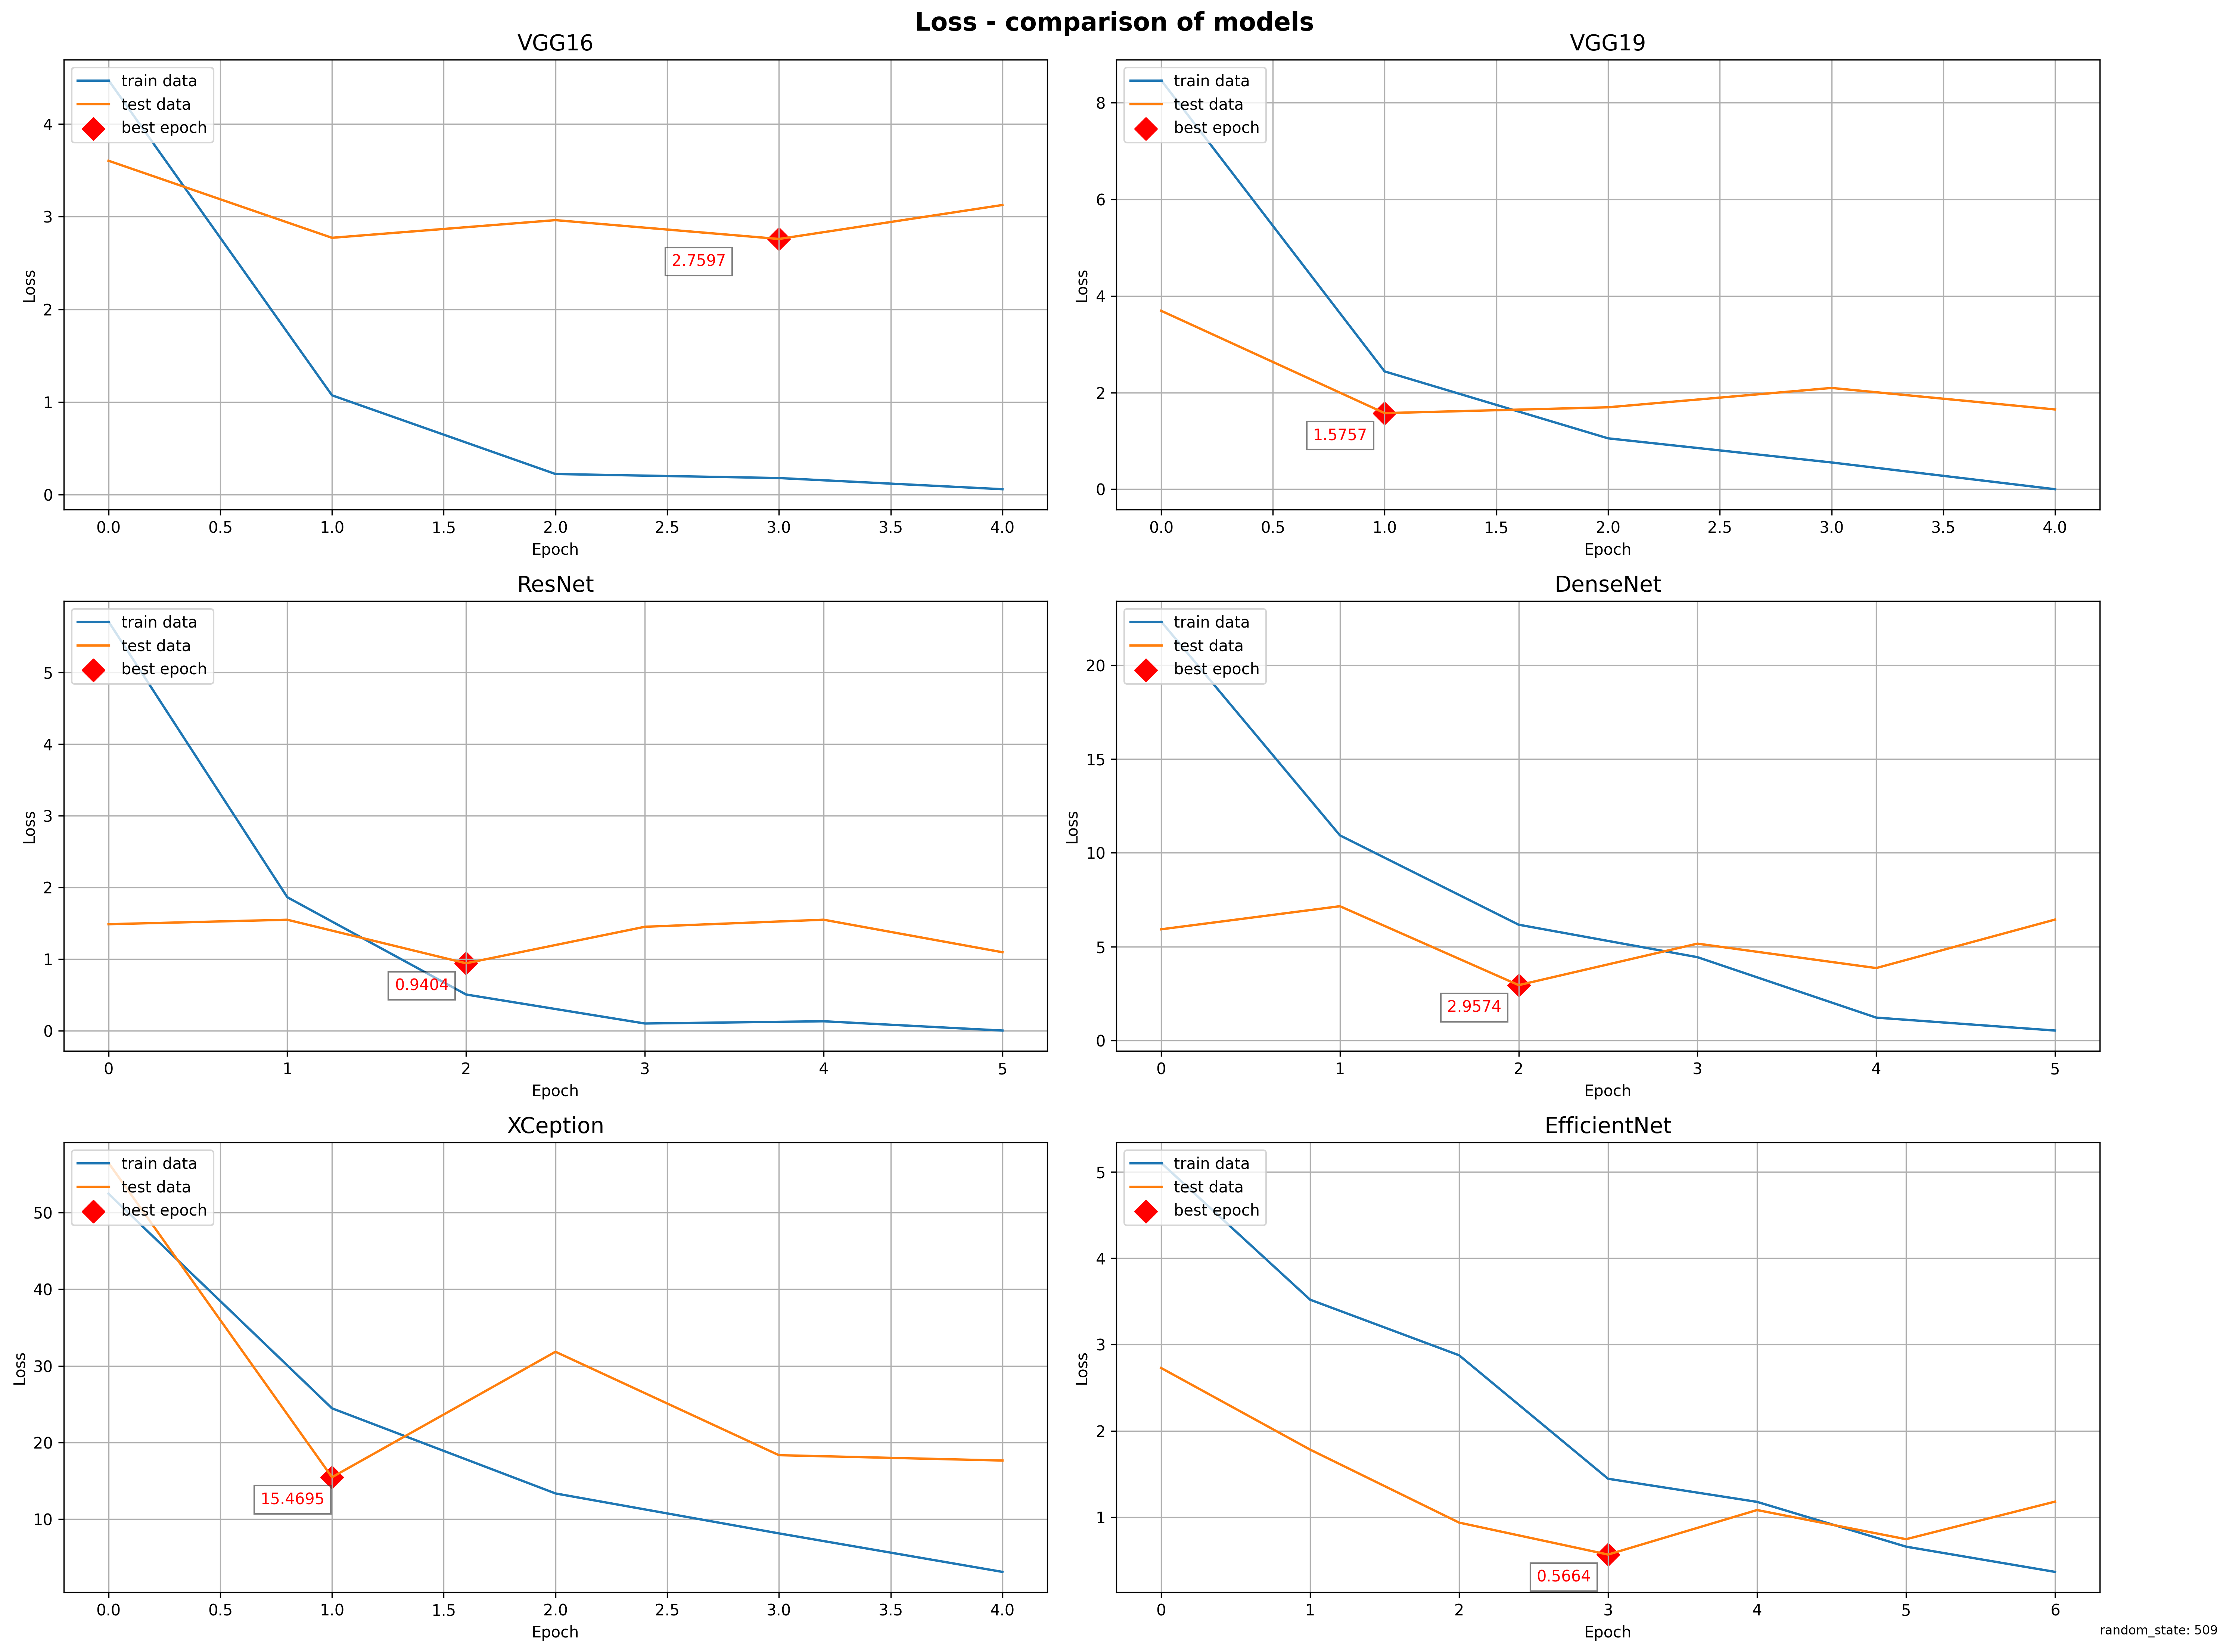 Loss - comparison of models
VGG16
train data
test data
best epoch
4
3
2
1
0
Loss
2.7597
0.0 0.5 1.0 1.5 2.0 2.5 3.0 3.5 4.0
Epoch
VGG19
train data
test data
best epoch
8
6
4
2
0
Loss
1.5757
0.0 0.5 1.0 1.5 2.0 2.5 3.0 3.5 4.0
Epoch
ResNet
train data
test data
best epoch
5
4
3
2
1
0
Loss
0.9404
0 1 2 3 4 5
Epoch
DenseNet
train data
test data
best epoch
20
15
10
5
0
Loss
2.9574
0 1 2 3 4 5
Epoch
XCeption
train data
test data
best epoch
50
40
30
20
10
Loss
15.4695
0.0 0.5 1.0 1.5 2.0 2.5 3.0 3.5 4.0
Epoch
EfficientNet
train data
test data
best epoch
5
4
3
2
1
Loss
0.5664
0 1 2 3 4 5 6
Epoch
random_state: 509